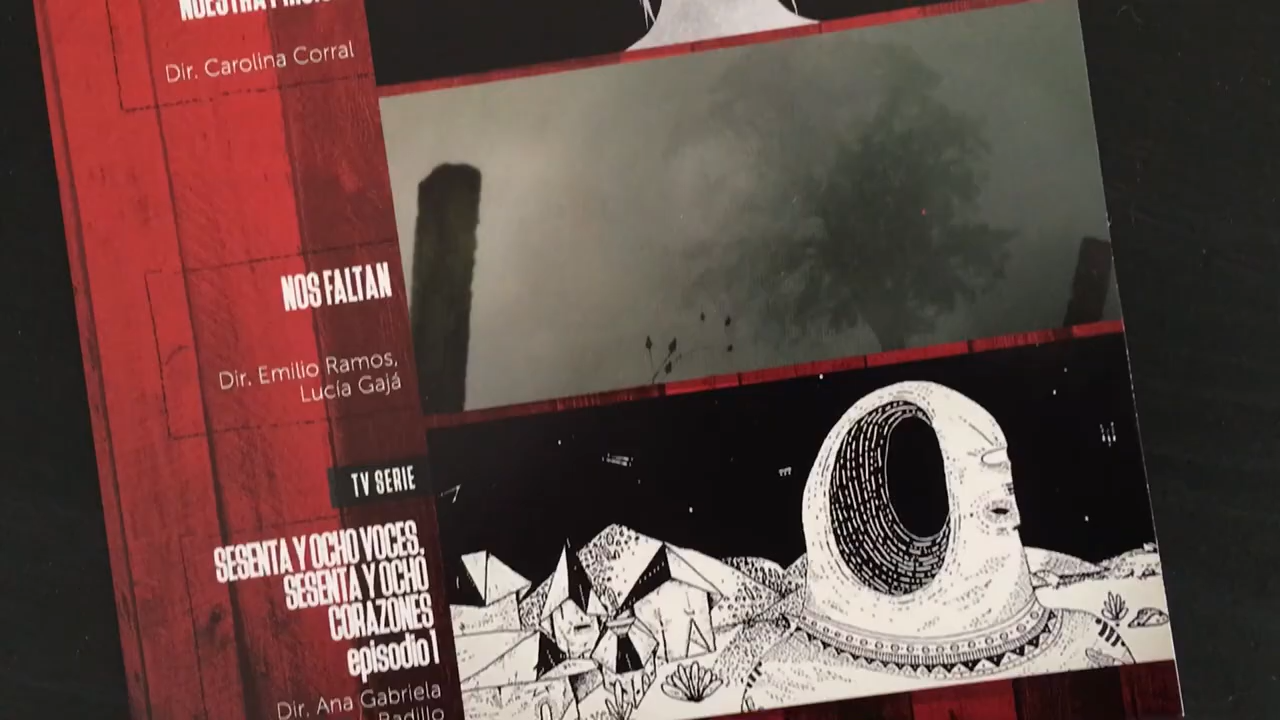 Dir. Carolina Corral
NOS FALTAN
Dir. Emilio Ramos,
Lucía Gajá
TV SERIE
SESENTA Y OCHO VOCES,
SESENTA Y OCHO
CORAZONES
episodio 1
Dir. Ana Gabriela
Badillo